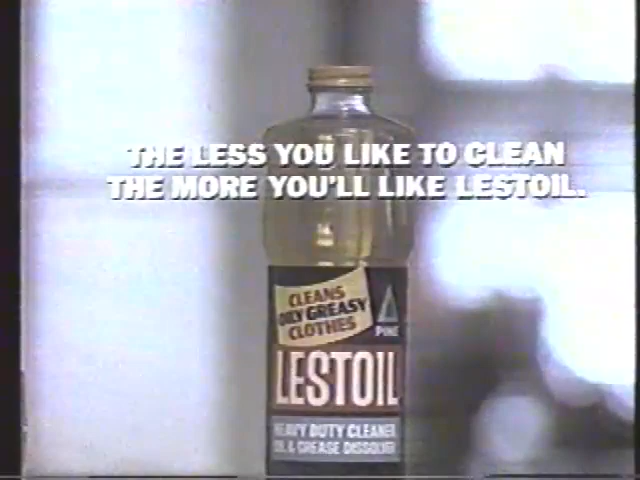 THE LESS YOU LIKE TO CLEAN
THE MORE YOU'LL LIKE LESTOIL.
CLEANS
OILY GREASY
CLOTHES
PINE
LESTOIL
HEAVY DUTY CLEANER
OIL & GREASE DISSOLVER